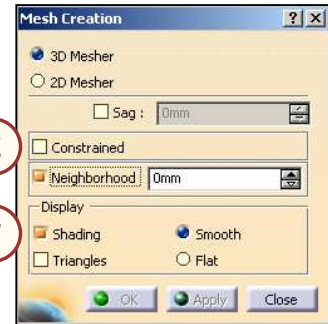 Mesh Creation
3D Mesher
2D Mesher
Sag : 0mm
Constrained
Neighborhood 0mm
Display
Shading Smooth
Triangles Flat
OK Apply Close